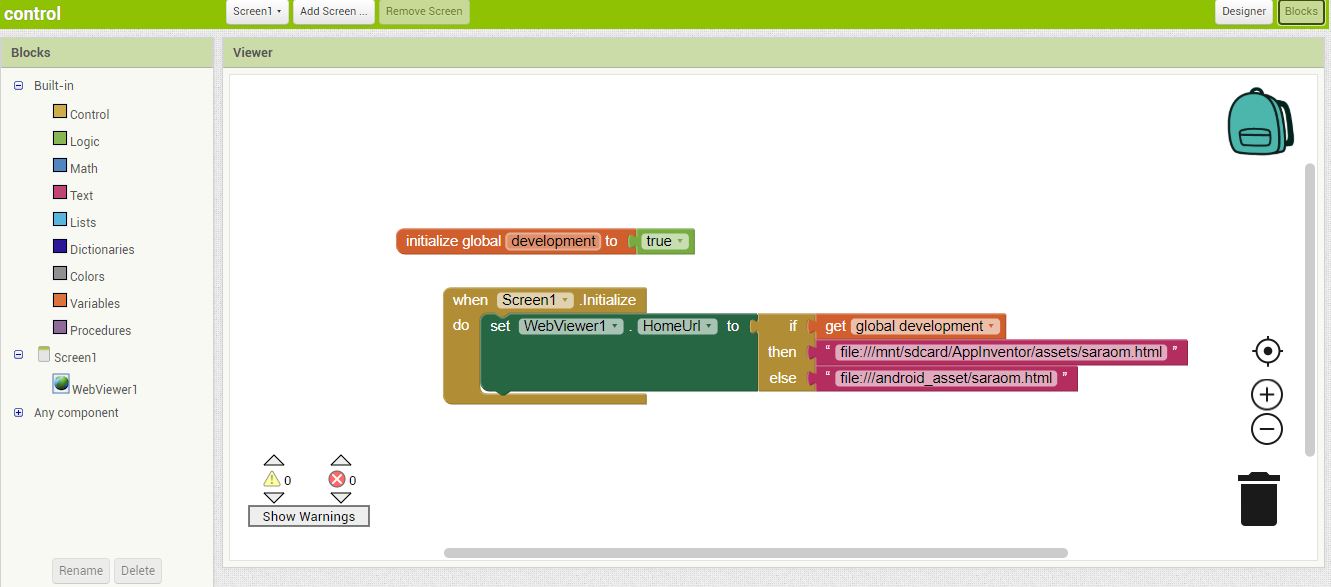 control
Screen1
Add Screen ...
Remove Screen
Designer
Blocks
Blocks
Viewer
Built-in
Control
Logic
Math
Text
Lists
Dictionaries
Colors
Variables
Procedures
Screen1
WebViewer1
Any component
Rename
Delete
initialize global development to true
when Screen1 .Initialize
do set WebViewer1 . HomeUrl to if get global development
then “ file:///mnt/sdcard/AppInventor/assets/saraom.html ”
else “ file:///android_asset/saraom.html ”
0 0
Show Warnings